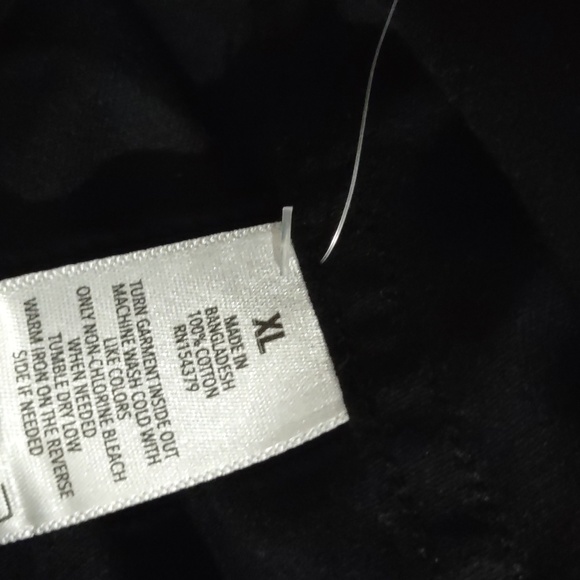 XL
MADE IN
BANGLADESH
100% COTTON
RN 54379
TURN GARMENT INSIDE OUT
MACHINE WASH COLD WITH
LIKE COLORS
ONLY NON-CHLORINE BLEACH
WHEN NEEDED
TUMBLE DRY LOW
WARM IRON ON THE REVERSE
SIDE IF NEEDED